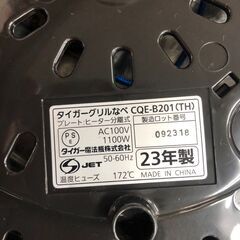 タイガーグリルなべ CQE-B201(TH)
プレート:ヒーター分離式
製造ロット番号
PS
E
AC100V
1100W
092318
タイガー魔法瓶株式会社
S JET 50-60Hz
23年製
温度ヒューズ 172℃